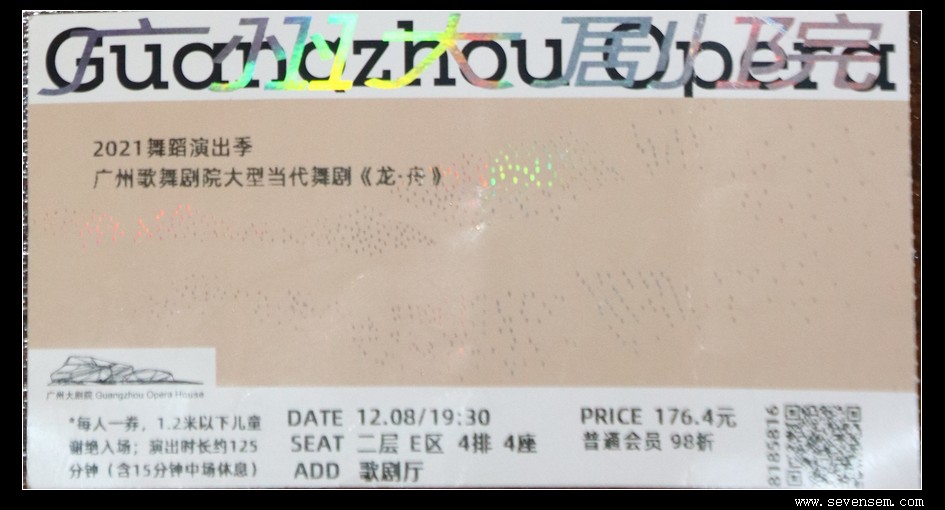 Guangzhou Opera
广州大剧院
2021舞蹈演出季
广州歌舞剧院大型当代舞剧《龙·舟》
广州大剧院 Guangzhou Opera House
*每人一券，1.2米以下儿童
谢绝入场；演出时长约125
分钟（含15分钟中场休息）
DATE 12.08/19:30
SEAT 二层 E区 4排 4座
ADD 歌剧厅
PRICE 176.4元
普通会员 98折
8185816
www.sevensem.com